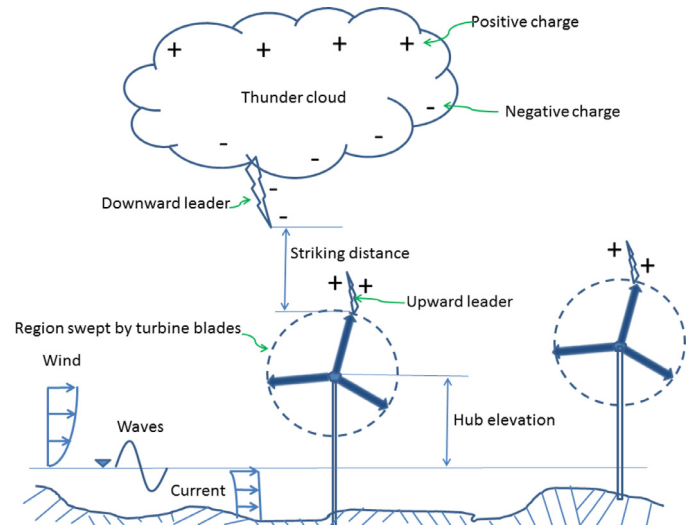 Positive charge
+ + + +
Thunder cloud
-
Negative charge
-
-
-
Downward leader
-
-
Striking distance
+ +
+ +
Upward leader
Region swept by turbine blades
Wind
Hub elevation
Waves
Current